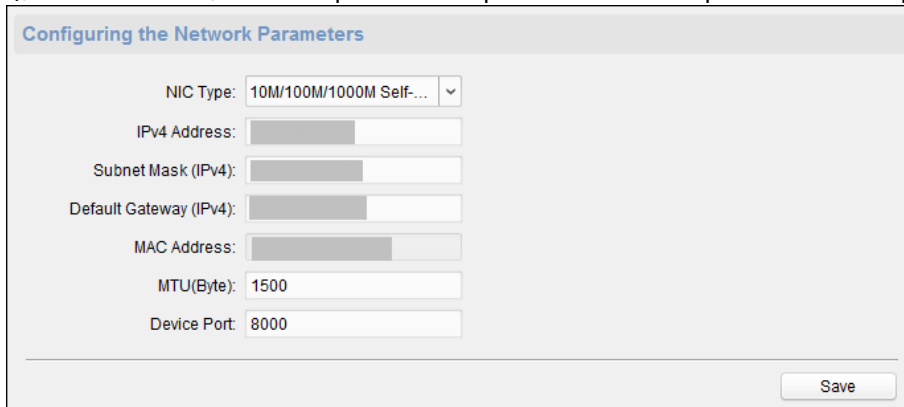 Configuring the Network Parameters
NIC Type: 10M/100M/1000M Self-...
IPv4 Address:
Subnet Mask (IPv4):
Default Gateway (IPv4):
MAC Address:
MTU(Byte): 1500
Device Port: 8000
Save